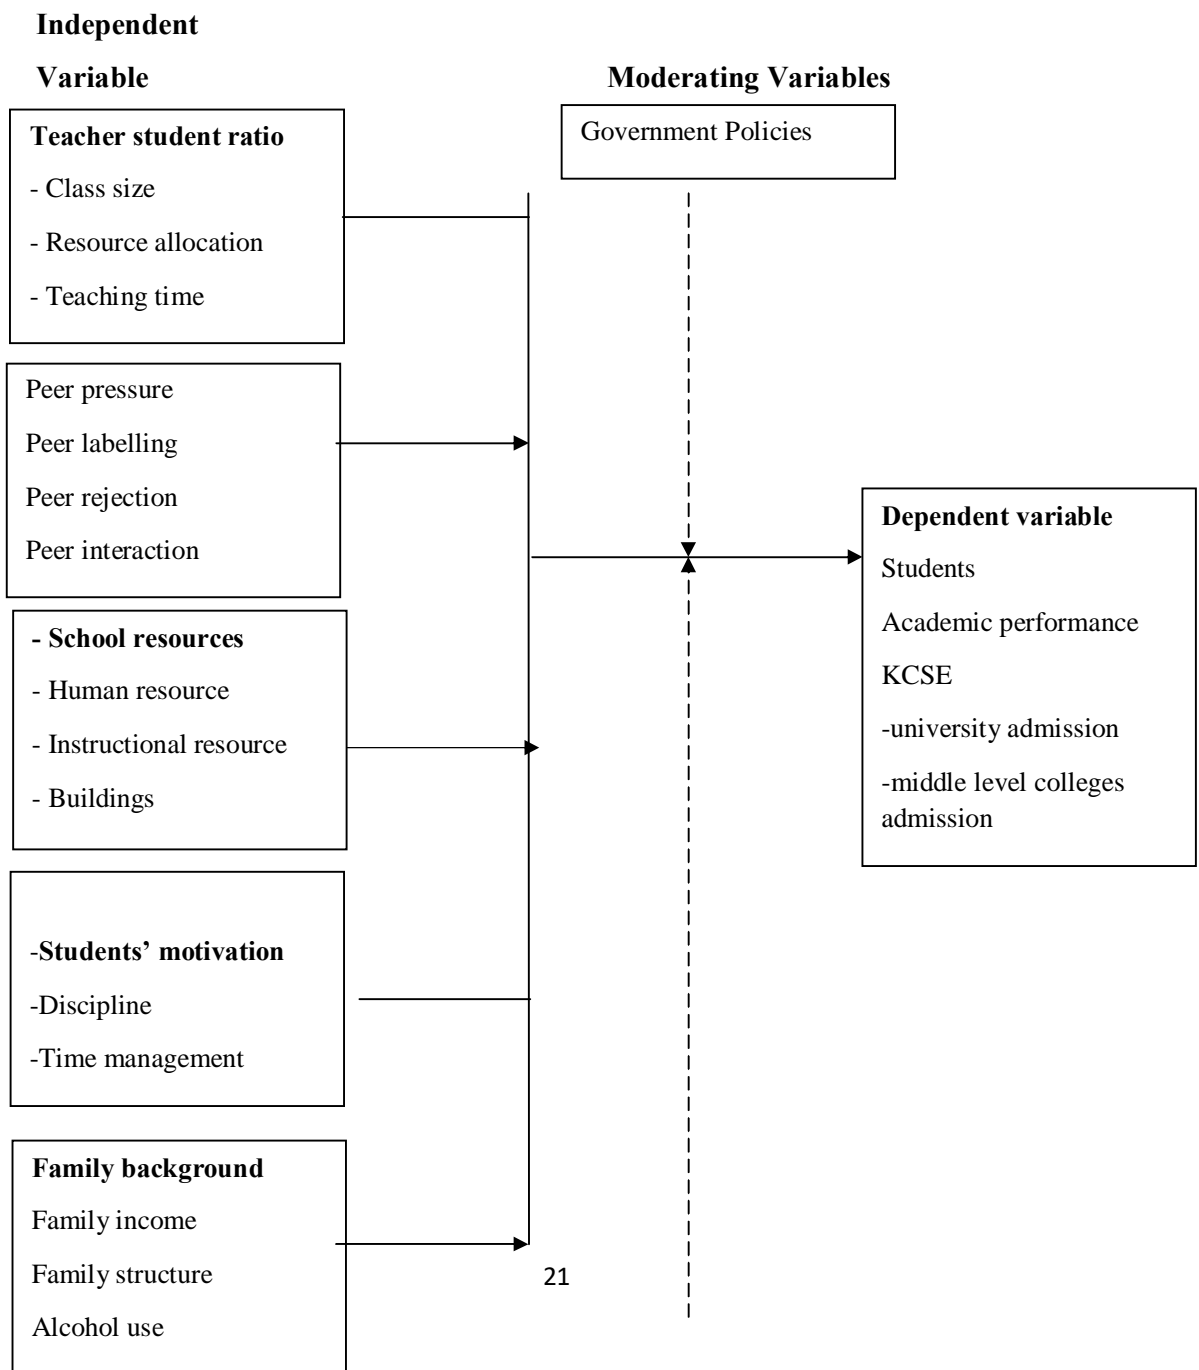 Independent
Variable
Moderating Variables
Teacher student ratio
- Class size
- Resource allocation
- Teaching time
Government Policies
Peer pressure
Peer labelling
Peer rejection
Peer interaction
- School resources
- Human resource
- Instructional resource
- Buildings
-Students’ motivation
-Discipline
-Time management
Family background
Family income
Family structure
Alcohol use
Dependent variable
Students
Academic performance
KCSE
-university admission
-middle level colleges
admission
21